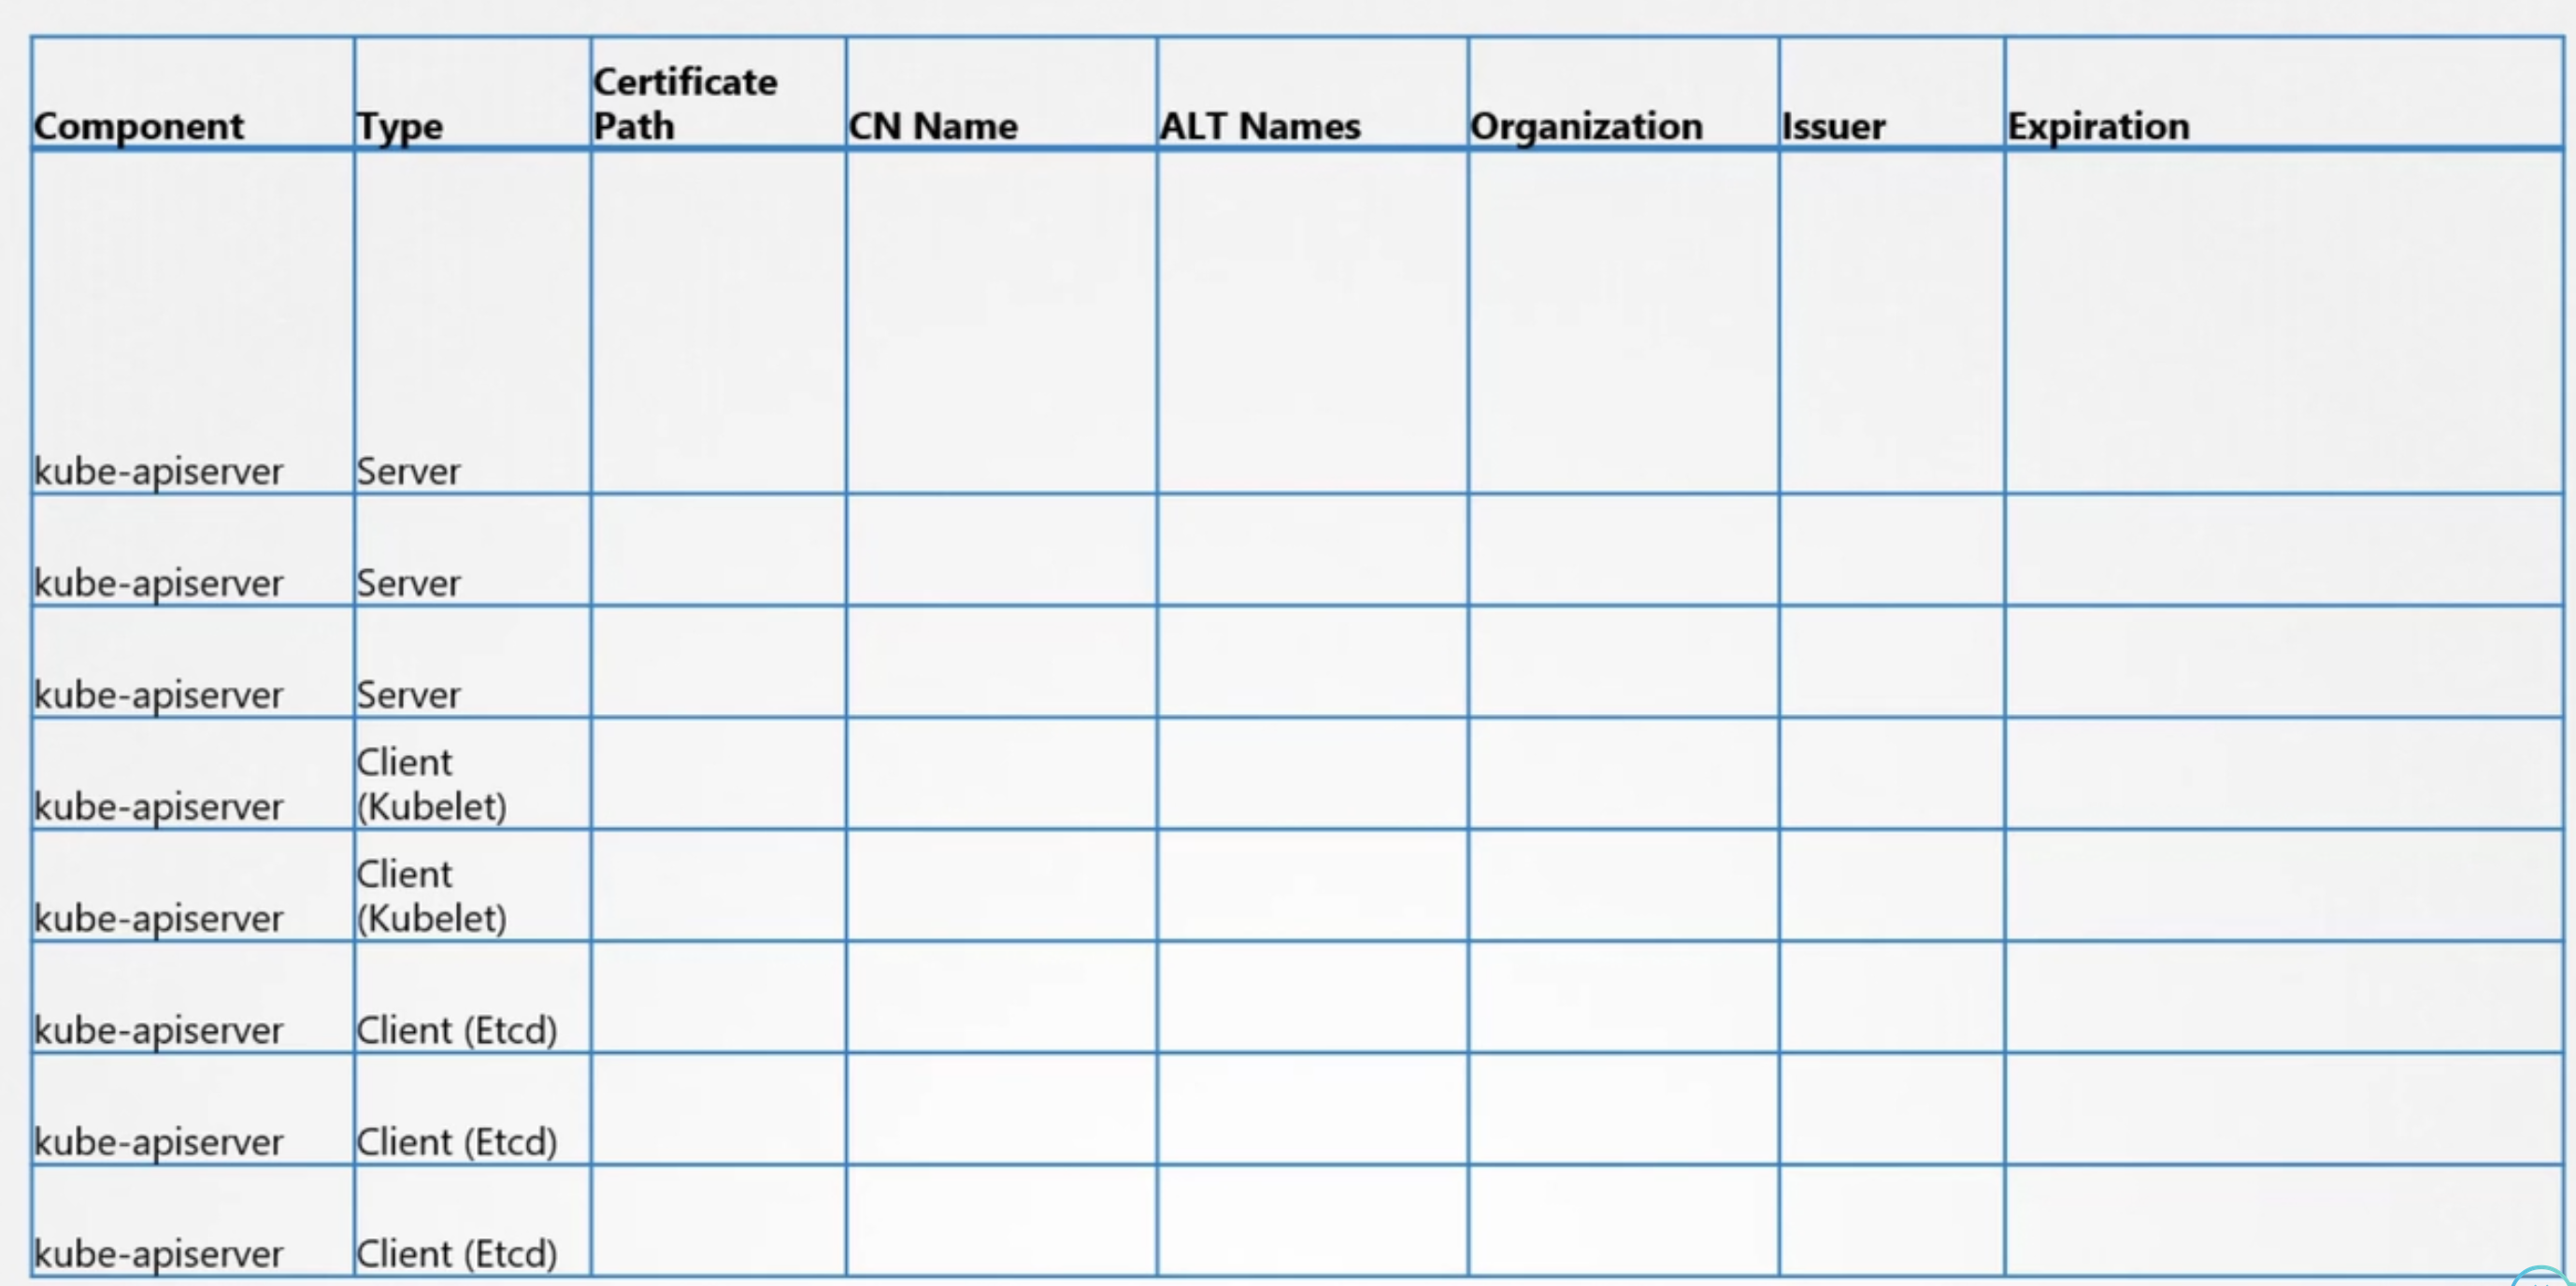 Component Type Certificate Path CN Name ALT Names Organization Issuer Expiration
kube-apiserver Server
kube-apiserver Server
kube-apiserver Server
kube-apiserver Client (Kubelet)
kube-apiserver Client (Kubelet)
kube-apiserver Client (Etcd)
kube-apiserver Client (Etcd)
kube-apiserver Client (Etcd)